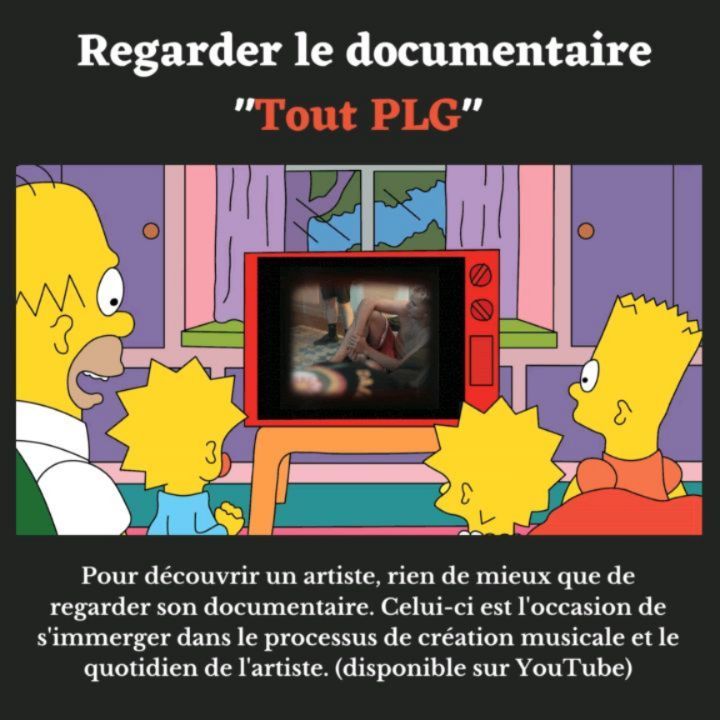 Regarder le documentaire
"Tout PLG"
Pour découvrir un artiste, rien de mieux que de
regarder son documentaire. Celui-ci est l'occasion de
s'immerger dans le processus de création musicale et le
quotidien de l'artiste. (disponible sur YouTube)